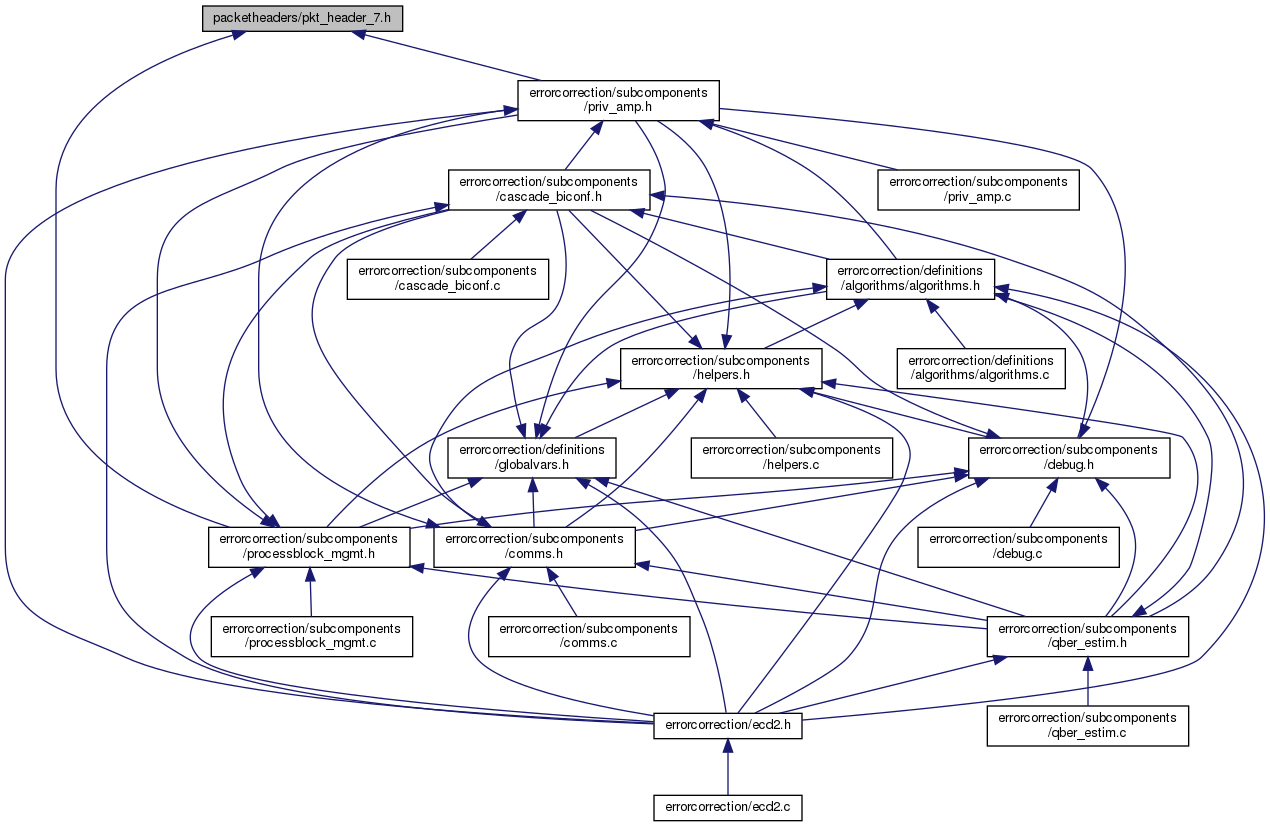 packetheaders/pkt_header_7.h
errorcorrection/subcomponents
/priv_amp.h
errorcorrection/subcomponents
/cascade_biconf.h
errorcorrection/subcomponents
/priv_amp.c
errorcorrection/subcomponents
/cascade_biconf.c
errorcorrection/definitions
/algorithms/algorithms.h
errorcorrection/subcomponents
/helpers.h
errorcorrection/definitions
/algorithms/algorithms.c
errorcorrection/definitions
/globalvars.h
errorcorrection/subcomponents
/helpers.c
errorcorrection/subcomponents
/debug.h
errorcorrection/subcomponents
/processblock_mgmt.h
errorcorrection/subcomponents
/comms.h
errorcorrection/subcomponents
/debug.c
errorcorrection/subcomponents
/processblock_mgmt.c
errorcorrection/subcomponents
/comms.c
errorcorrection/subcomponents
/qber_estim.h
errorcorrection/ecd2.h
errorcorrection/subcomponents
/qber_estim.c
errorcorrection/ecd2.c